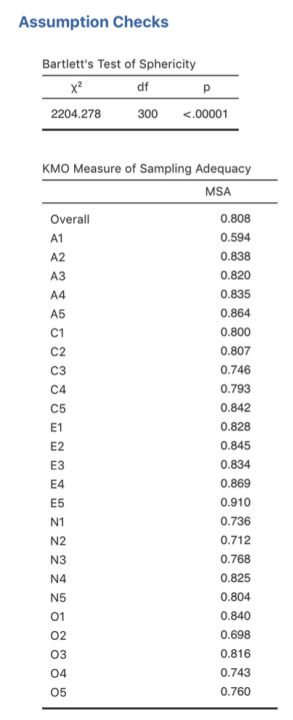 Assumption Checks
Bartlett's Test of Sphericity
χ² df p
2204.278 300 <.00001
KMO Measure of Sampling Adequacy
MSA
Overall 0.808
A1 0.594
A2 0.838
A3 0.820
A4 0.835
A5 0.864
C1 0.800
C2 0.807
C3 0.746
C4 0.793
C5 0.842
E1 0.828
E2 0.845
E3 0.834
E4 0.869
E5 0.910
N1 0.736
N2 0.712
N3 0.768
N4 0.825
N5 0.804
O1 0.840
O2 0.698
O3 0.816
O4 0.743
O5 0.760